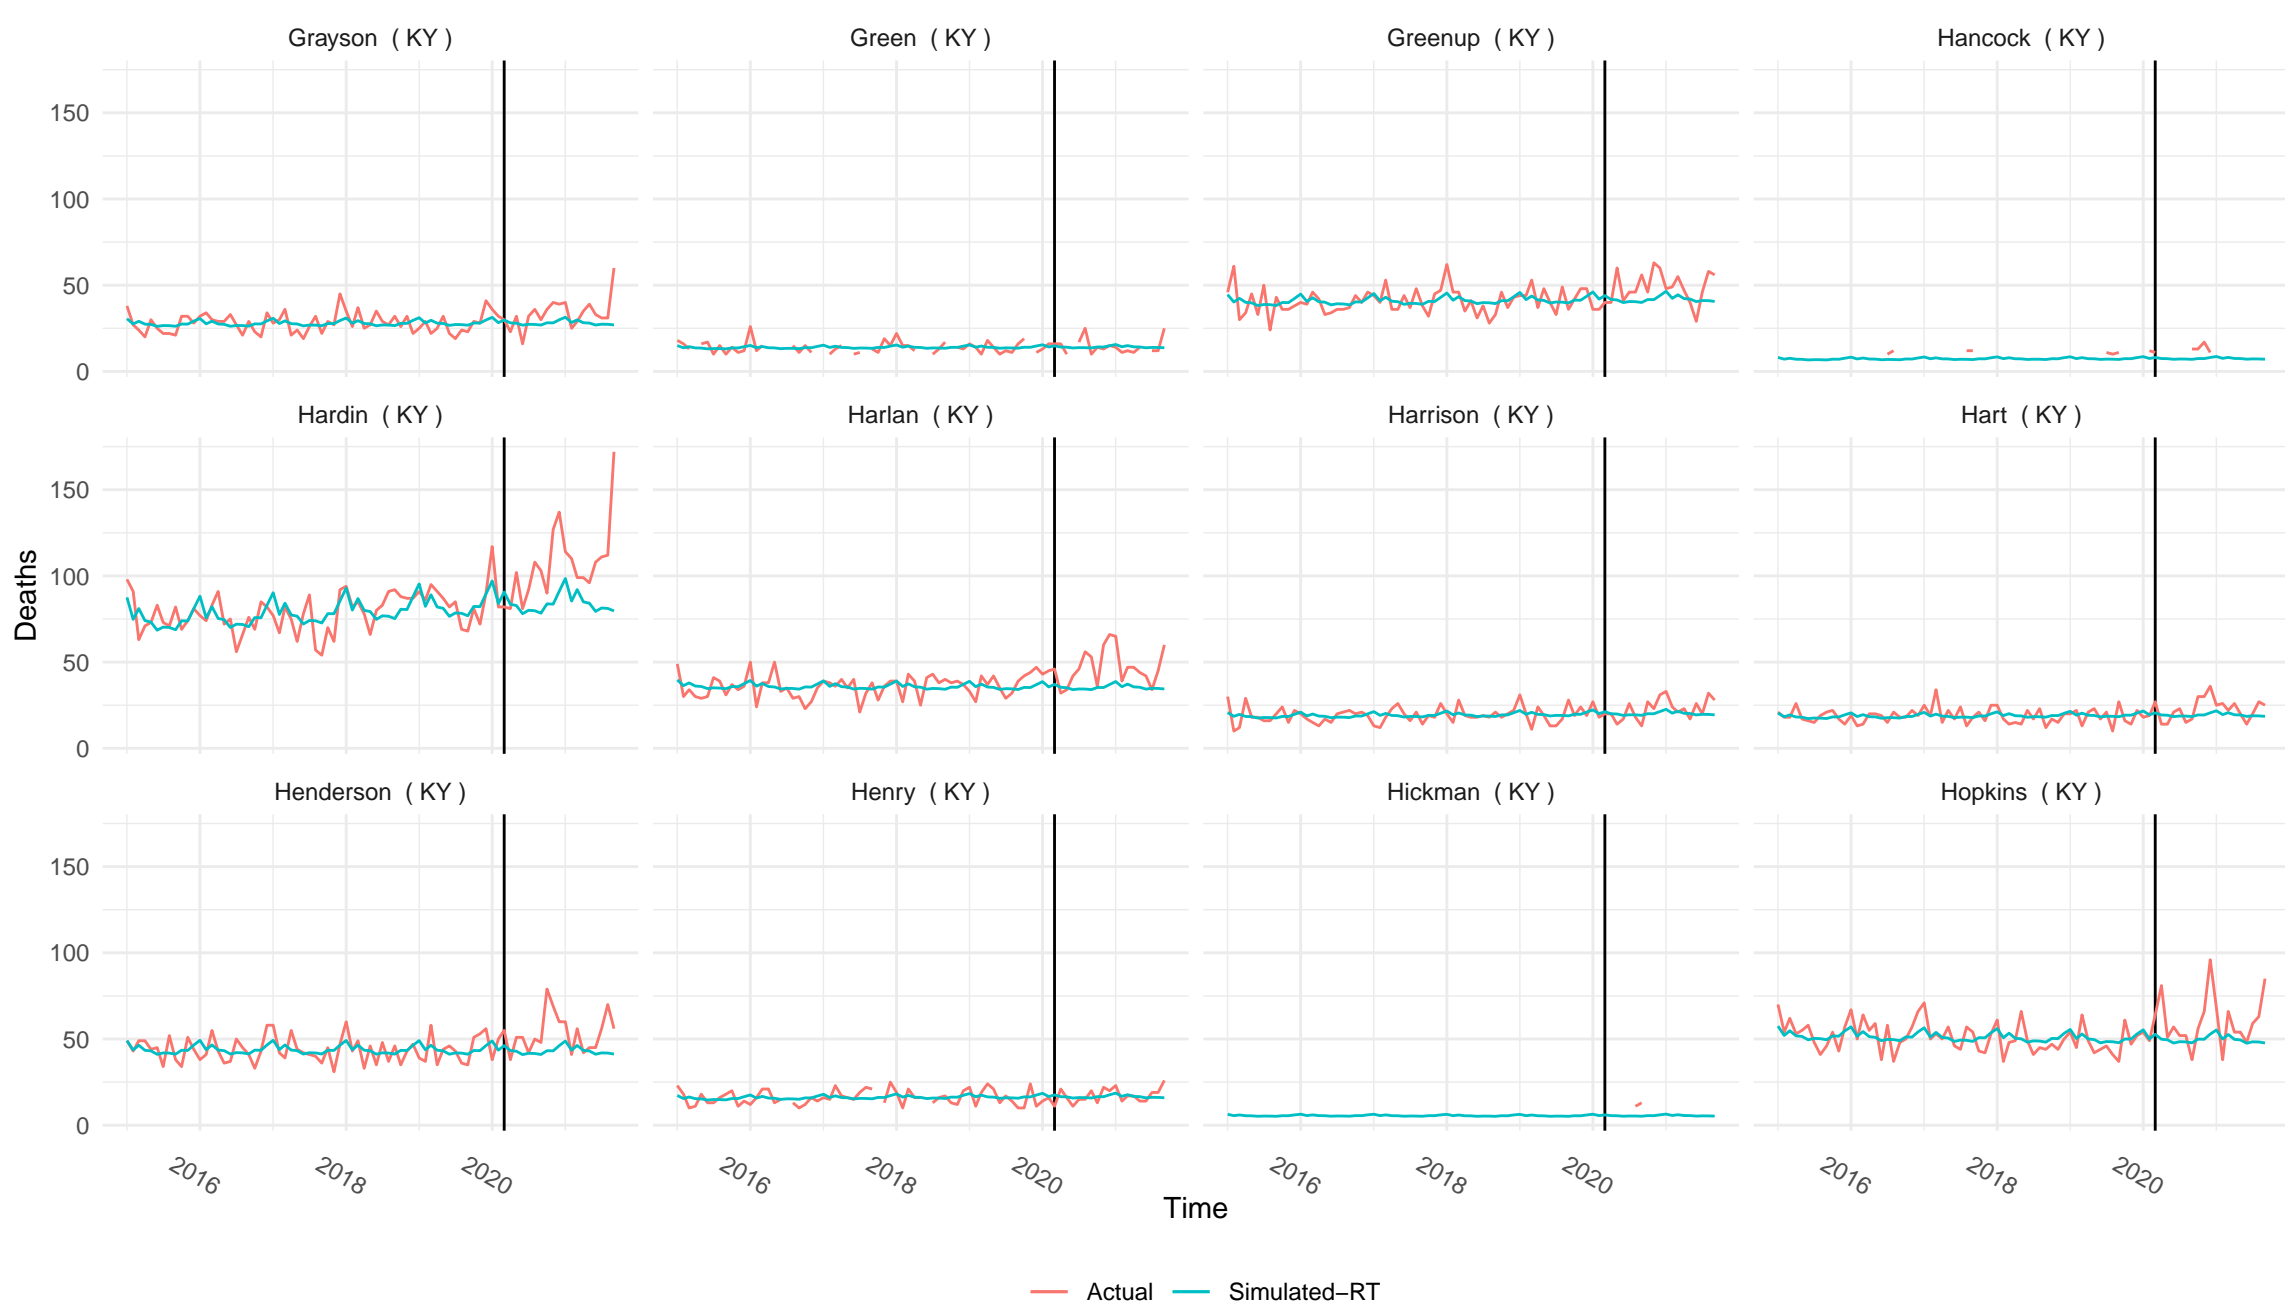 Grayson  ( KY )
Green  ( KY )
Greenup  ( KY )
Hancock  ( KY )
150
100
50
0
Hardin  ( KY )
Harlan  ( KY )
Harrison  ( KY )
Hart  ( KY )
150
100
50
0
Deaths
Henderson  ( KY )
Henry  ( KY )
Hickman  ( KY )
Hopkins  ( KY )
150
100
50
0
2016 2018 2020
2016 2018 2020
2016 2018 2020
2016 2018 2020
Time
Actual
Simulated−RT